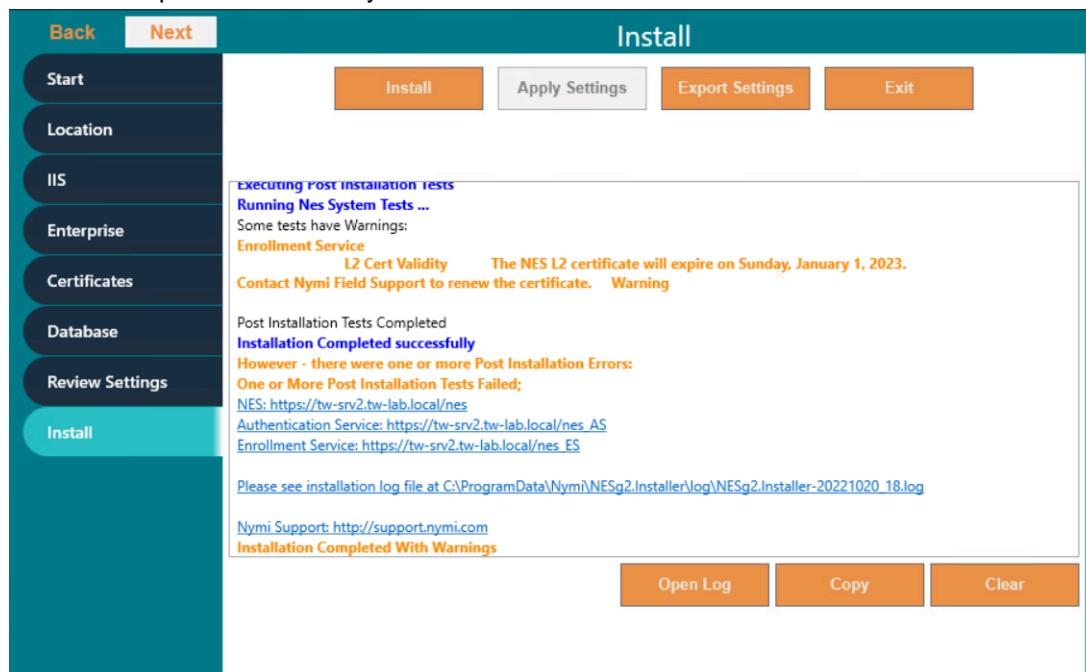 Back Next
Install
Start
Location
IIS
Enterprise
Certificates
Database
Review Settings
Install
Install Apply Settings Export Settings Exit
Executing Post Installation Tests
Running Nes System Tests ...
Some tests have Warnings:
Enrollment Service
L2 Cert Validity The NES L2 certificate will expire on Sunday, January 1, 2023.
Contact Nymi Field Support to renew the certificate. Warning
Post Installation Tests Completed
Installation Completed successfully
However - there were one or more Post Installation Errors:
One or More Post Installation Tests Failed;
NES: https://tw-srv2.tw-lab.local/nes
Authentication Service: https://tw-srv2.tw-lab.local/nes_AS
Enrollment Service: https://tw-srv2.tw-lab.local/nes_ES
Please see installation log file at C:\ProgramData\Nymi\NESg2.Installer\log\NESg2.Installer-20221020_18.log
Nymi Support: http://support.nymi.com
Installation Completed With Warnings
Open Log Copy Clear